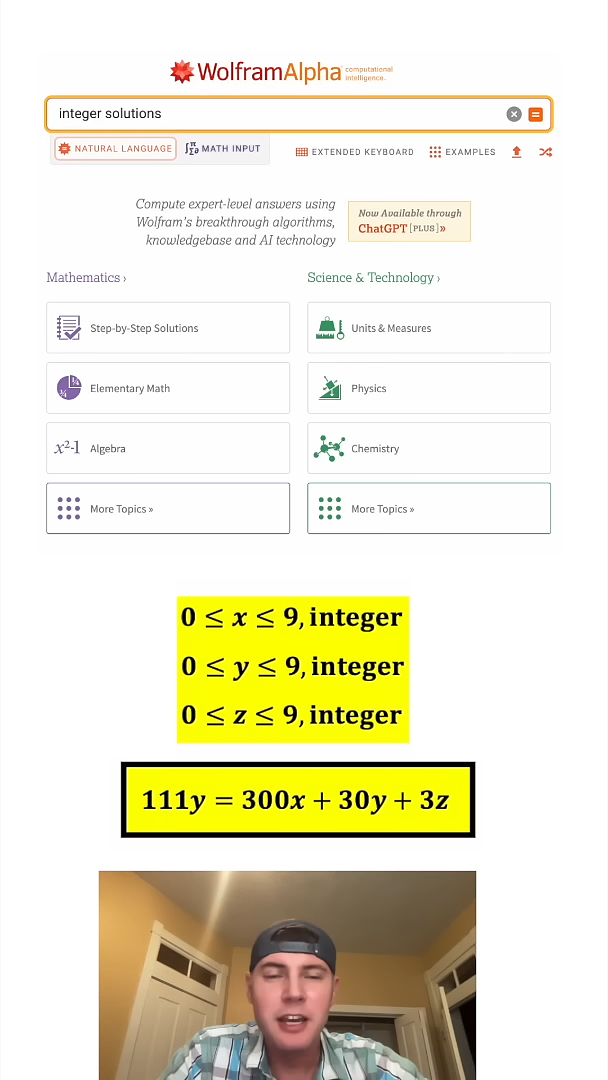 WolframAlpha computational intelligence.
integer solutions
NATURAL LANGUAGE
MATH INPUT
EXTENDED KEYBOARD
EXAMPLES
Compute expert-level answers using
Wolfram's breakthrough algorithms,
knowledgebase and AI technology
Now Available through
ChatGPT [PLUS]»
Mathematics ›
Science & Technology ›
Step-by-Step Solutions
Units & Measures
Elementary Math
Physics
x²-1 Algebra
Chemistry
More Topics »
More Topics »
0 ≤ x ≤ 9, integer
0 ≤ y ≤ 9, integer
0 ≤ z ≤ 9, integer
111y = 300x + 30y + 3z